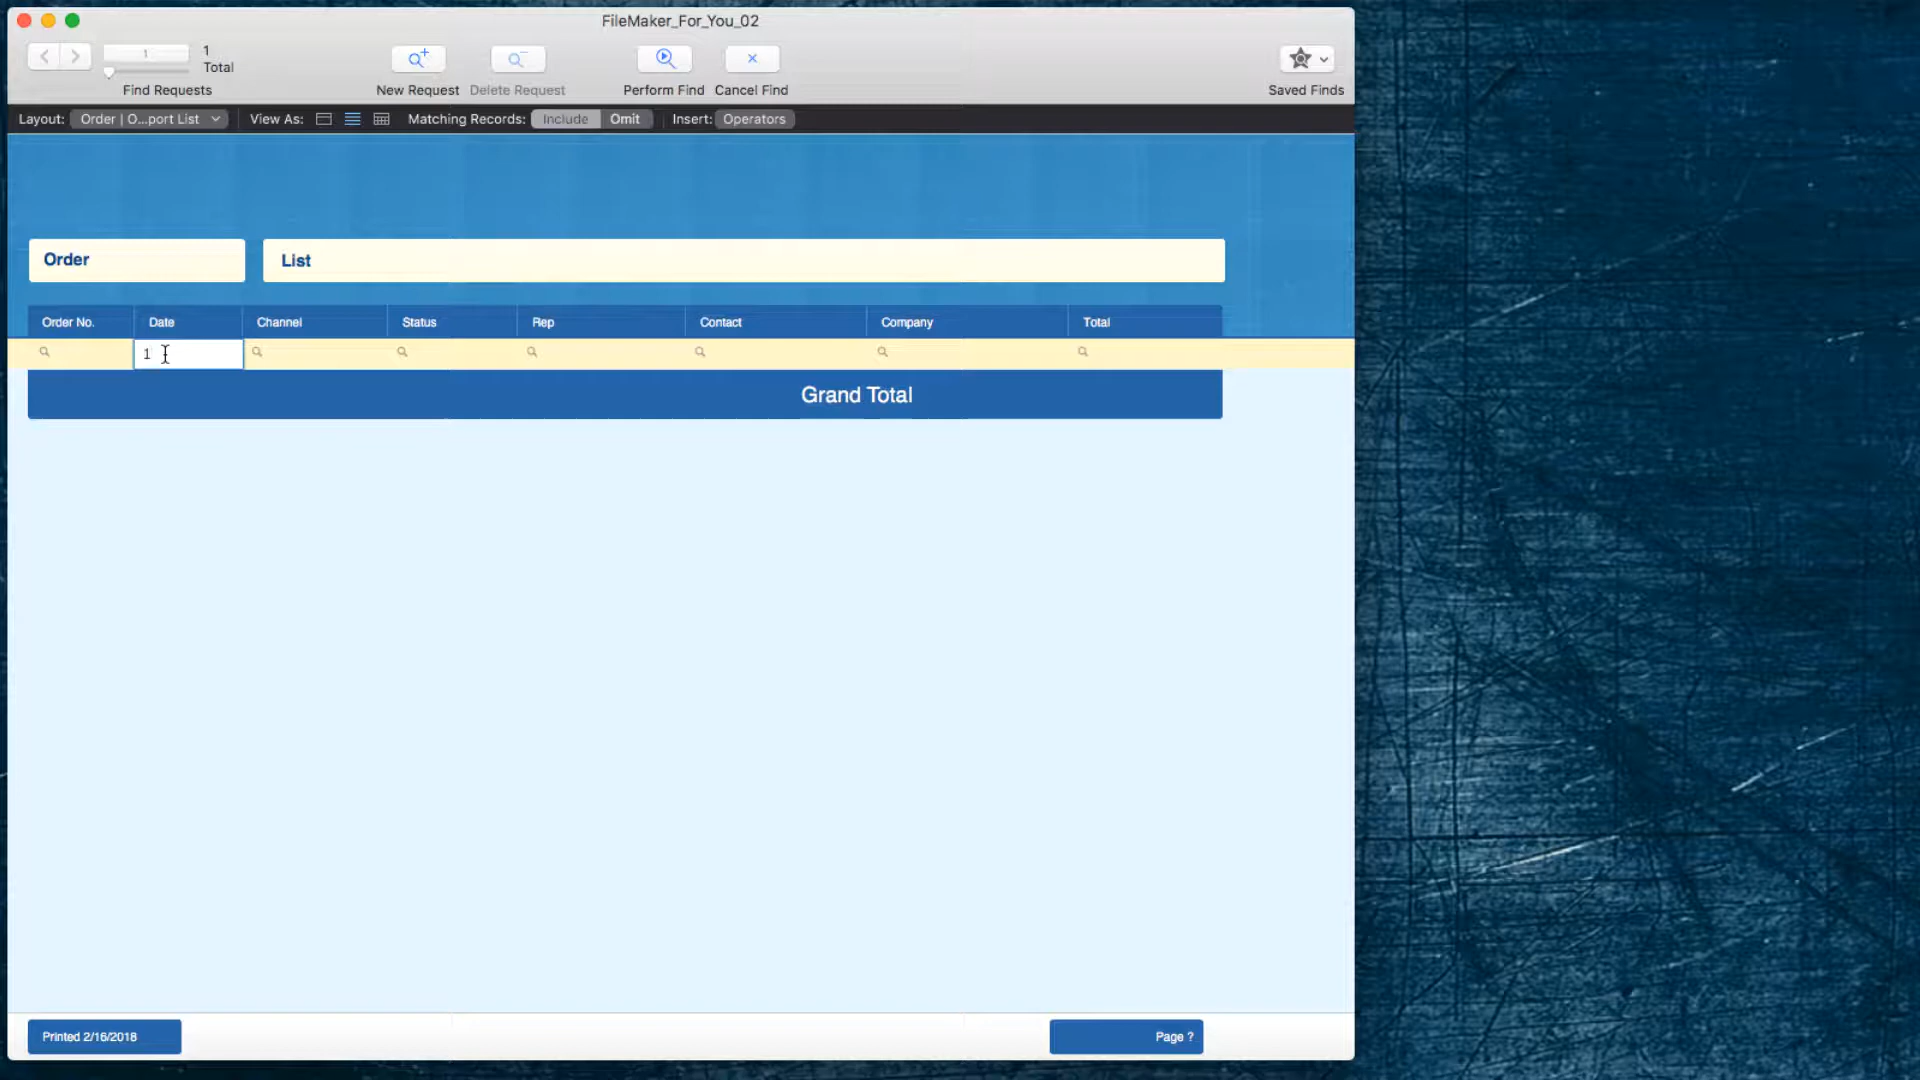 FileMaker_For_You_02
1
1
Total
Find Requests
New Request
Delete Request
Perform Find
Cancel Find
Saved Finds
Layout: Order | O...port List View As: Matching Records: Include Omit Insert: Operators
Order
List
Order No. Date Channel Status Rep Contact Company Total
1
Grand Total
Printed 2/16/2018
Page ?